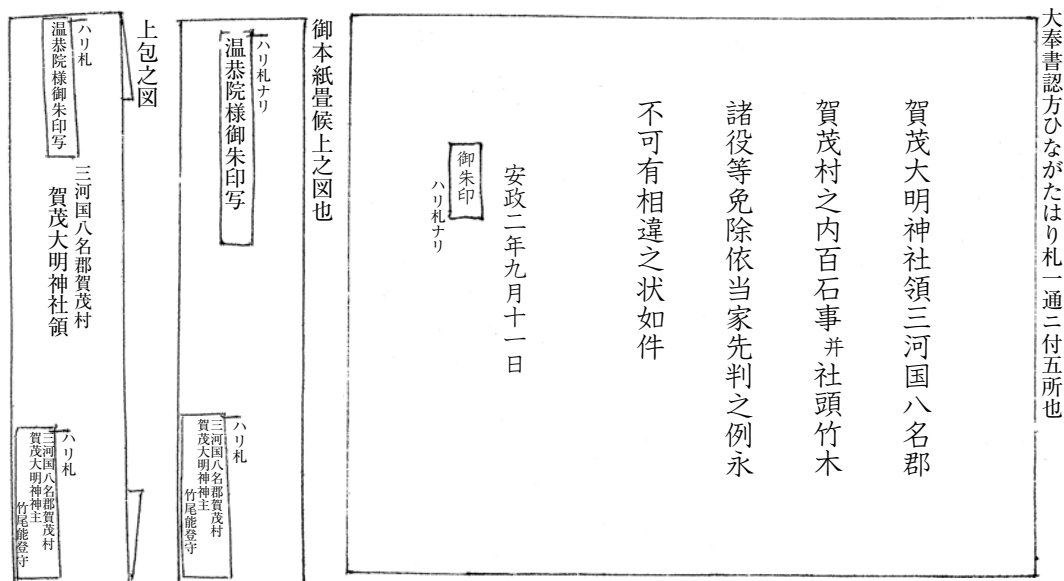 大奉書認方ひながたはり札一通ニ付五所也
賀茂大明神社領三河国八名郡
賀茂村之内百石事并社頭竹木
諸役等免除依当家先判之例永
不可有相違之状如件
安政二年九月十一日
御朱印
ハリ札ナリ
御本紙畳候上之図也
ハリ札ナリ
温恭院様御朱印写
ハリ札
三河国八名郡賀茂村
賀茂大明神神主
竹尾能登守
上包之図
ハリ札
温恭院様御朱印写
三河国八名郡賀茂村
賀茂大明神社領
ハリ札
三河国八名郡賀茂村
賀茂大明神神主
竹尾能登守